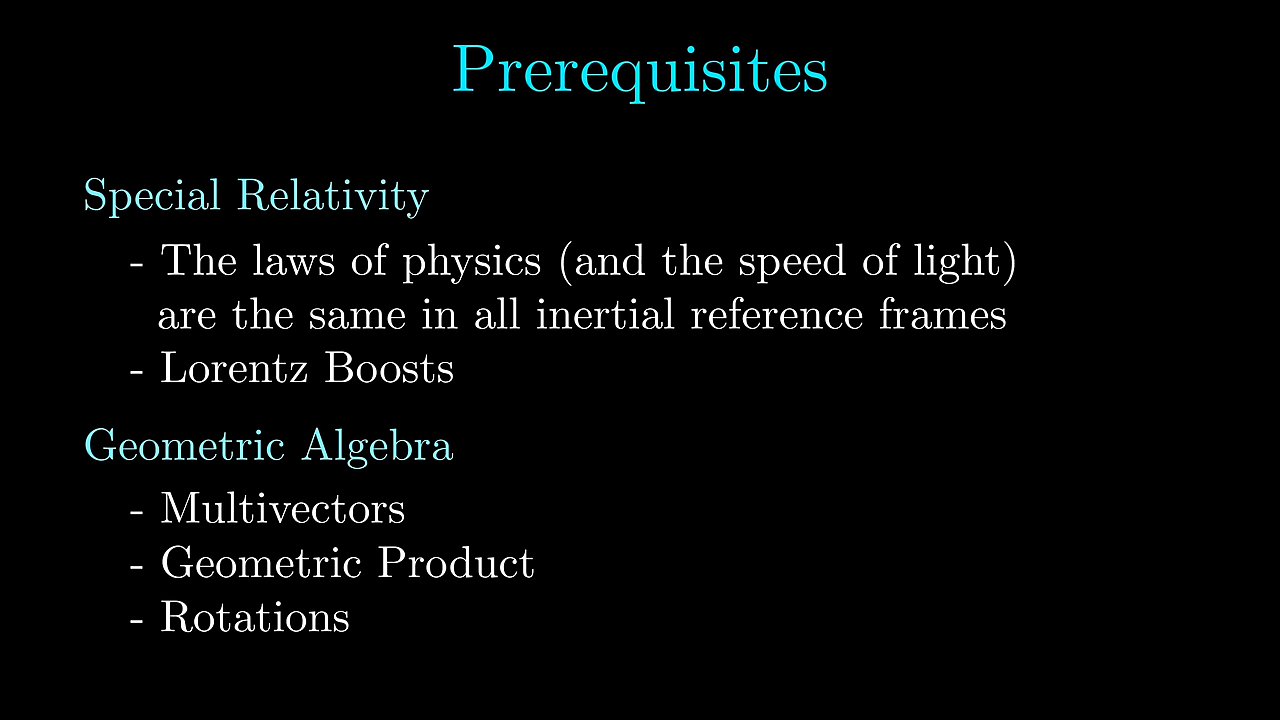 Prerequisites
Special Relativity
- The laws of physics (and the speed of light)
are the same in all inertial reference frames
- Lorentz Boosts
Geometric Algebra
- Multivectors
- Geometric Product
- Rotations